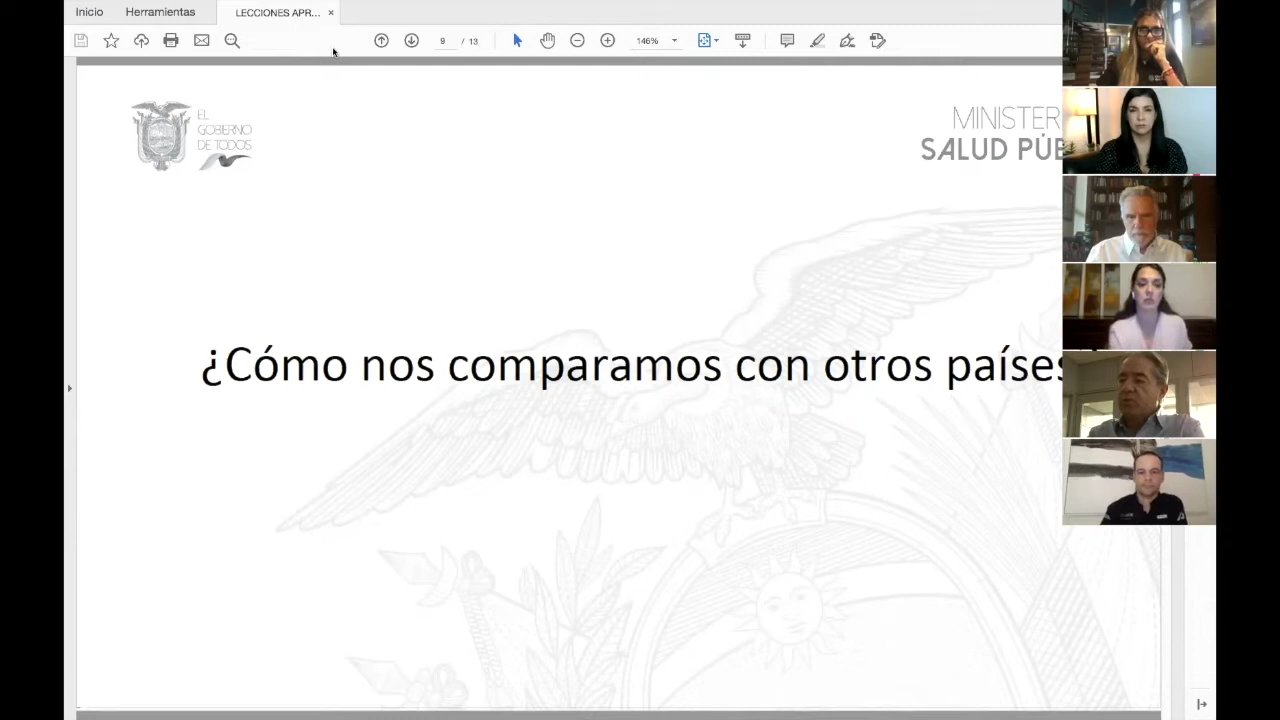 Inicio
Herramientas
LECCIONES APR... ×
9 / 13
146%
EL
GOBIERNO
DE TODOS
MINISTER
SALUD PÚB
¿Cómo nos comparamos con otros países